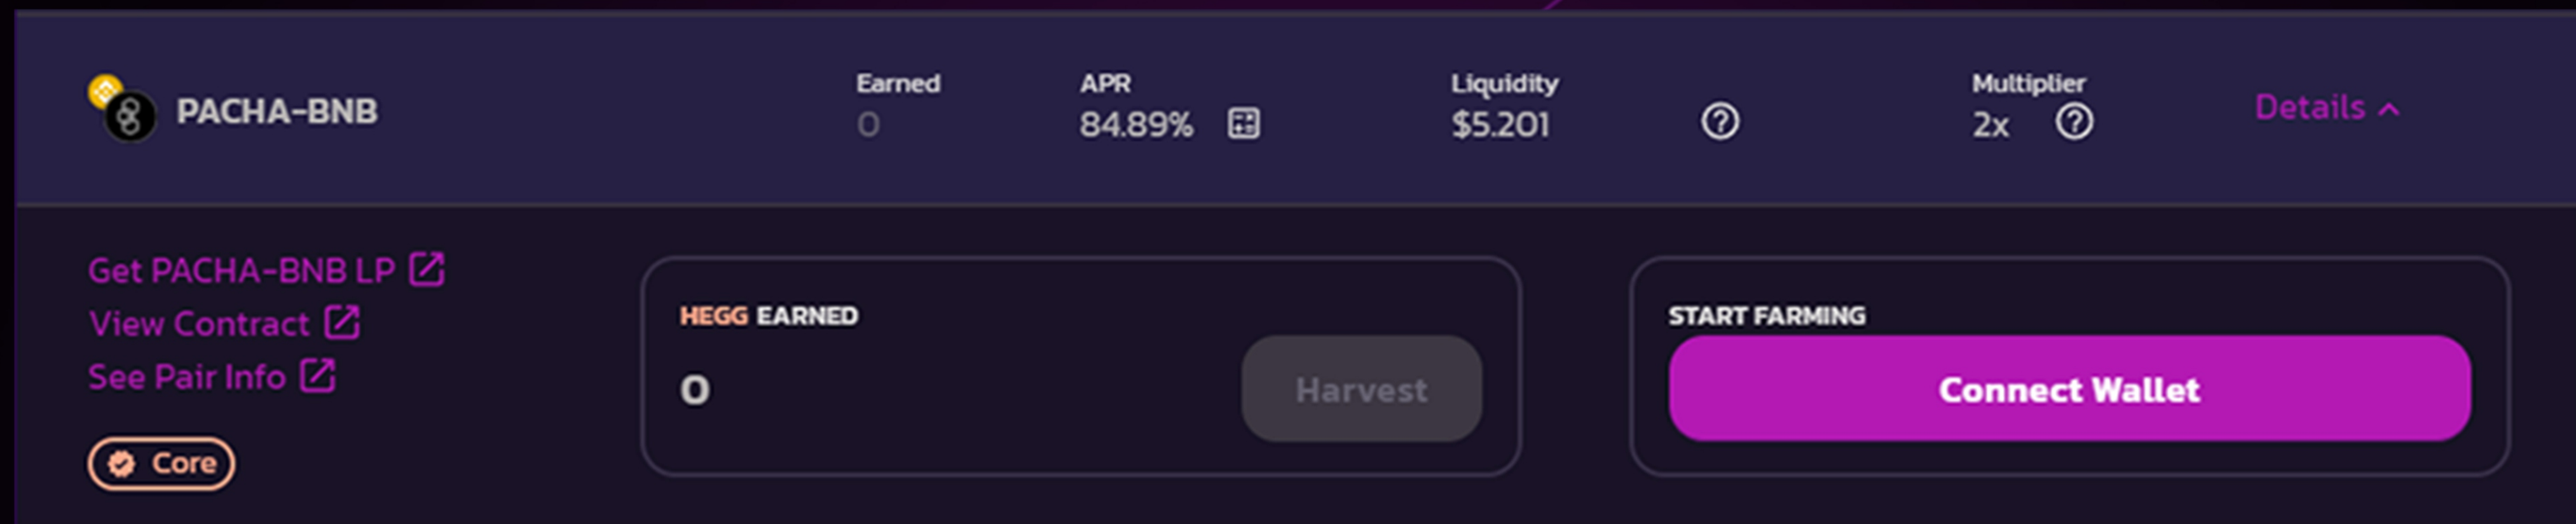 PACHA-BNB
Earned
0
APR
84.89%
Liquidity
$5.201
Multiplier
2x
Details
Get PACHA-BNB LP
View Contract
See Pair Info
Core
HEGG EARNED
0
Harvest
START FARMING
Connect Wallet